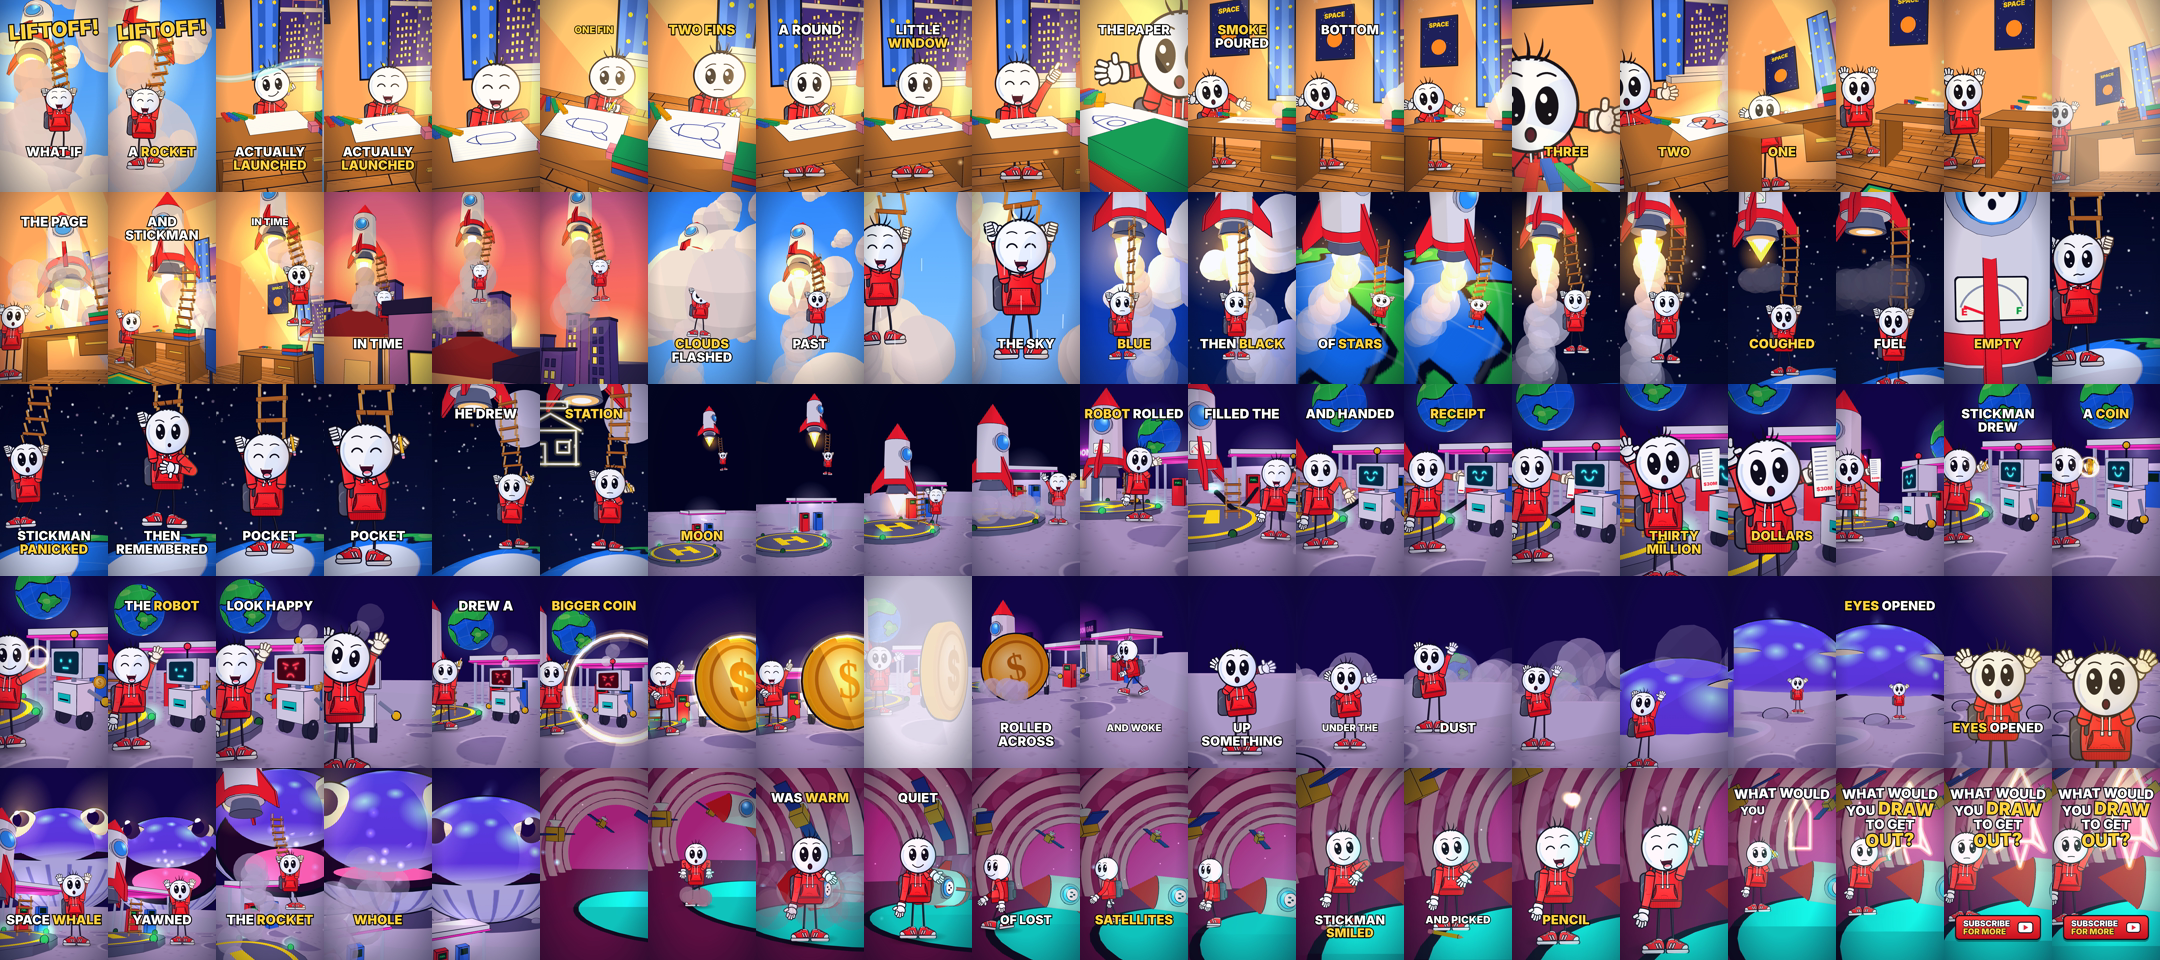 LIFTOFF!
WHAT IF
LIFTOFF!
A ROCKET
ACTUALLY
LAUNCHED
ACTUALLY
LAUNCHED
ONE FIN
TWO FINS
A ROUND
LITTLE
WINDOW
THE PAPER
SPACE
SMOKE
POURED
SPACE
BOTTOM
SPACE
SPACE
THREE
TWO
2
SPACE
ONE
SPACE
SPACE
SPACE
THE PAGE
AND
STICKMAN
IN TIME
SPACE
IN TIME
CLOUDS
FLASHED
PAST
THE SKY
BLUE
THEN BLACK
OF STARS
COUGHED
FUEL
E F
EMPTY
STICKMAN
PANICKED
THEN
REMEMBERED
POCKET
POCKET
HE DREW
STATION
H
MOON
H
H
ROBOT ROLLED
FILLED THE
AND HANDED
RECEIPT
$30M
THIRTY
MILLION
$30M
DOLLARS
STICKMAN
DREW
A COIN
THE ROBOT
LOOK HAPPY
DREW A
BIGGER COIN
$
$
$
ROLLED
ACROSS
AND WOKE
UP
SOMETHING
UNDER THE
DUST
EYES OPENED
EYES OPENED
SPACE WHALE
YAWNED
THE ROCKET
WHOLE
WAS WARM
QUIET
OF LOST
SATELLITES
STICKMAN
SMILED
AND PICKED
PENCIL
WHAT WOULD
YOU
WHAT WOULD
YOU DRAW
TO GET
OUT?
WHAT WOULD
YOU DRAW
TO GET
OUT?
SUBSCRIBE
FOR MORE
WHAT WOULD
YOU DRAW
TO GET
OUT?
SUBSCRIBE
FOR MORE